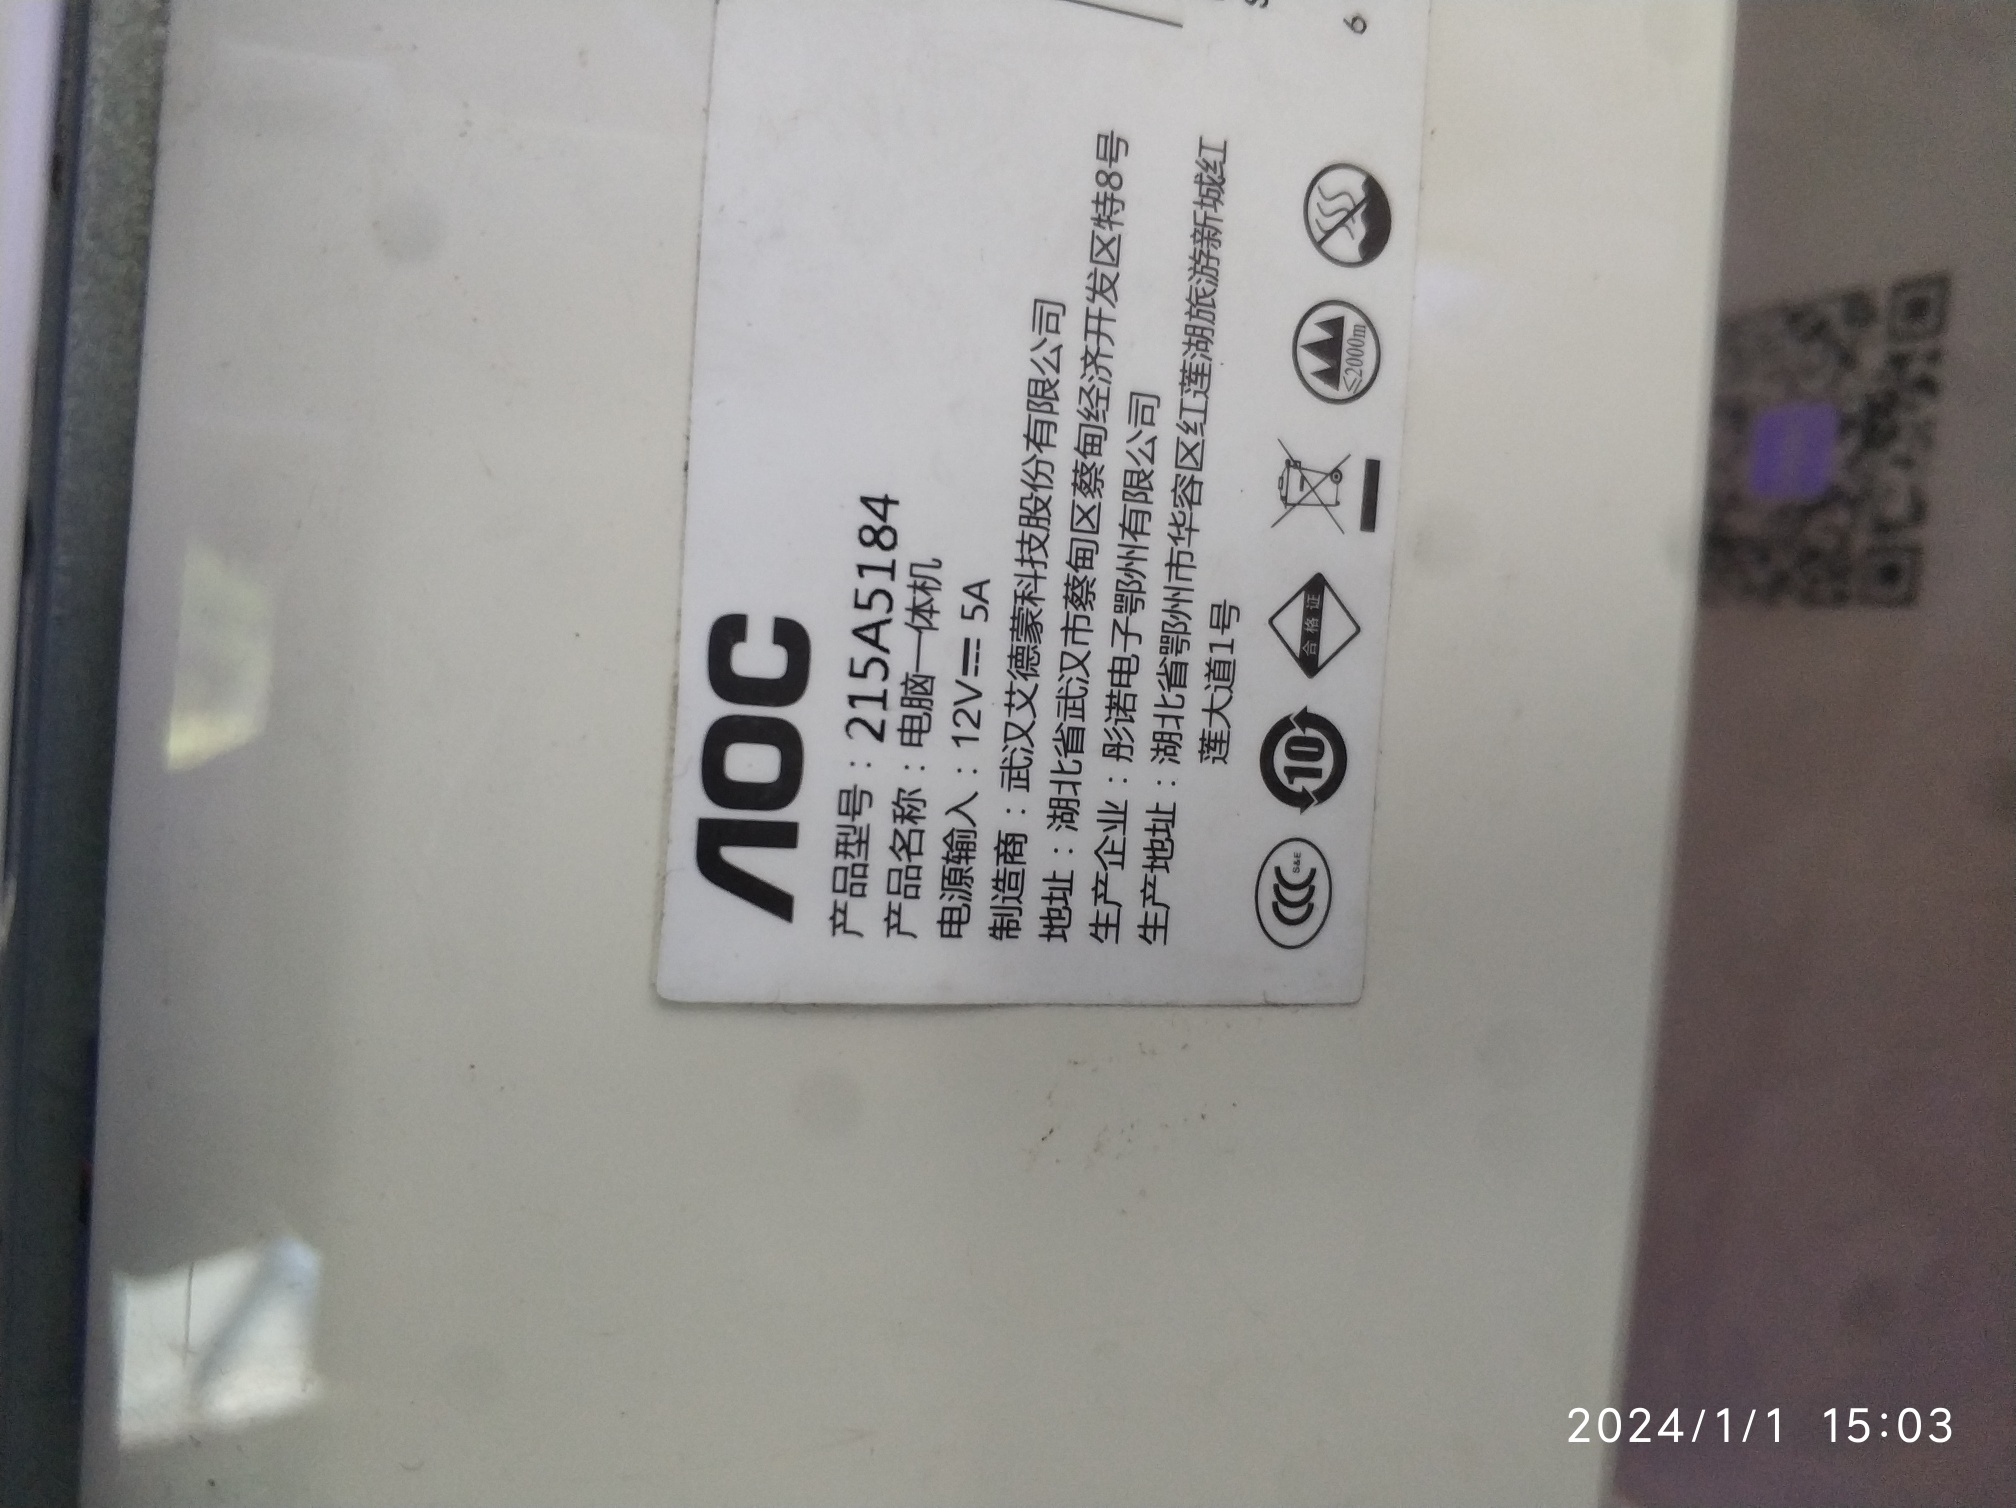 AOC
产品型号：215A5184
产品名称：电脑一体机
电源输入：12V⎓5A
制造商：武汉艾德蒙科技股份有限公司
地址：湖北省武汉市蔡甸区蔡甸经济开发区特8号
生产企业：彤诺电子鄂州有限公司
生产地址：湖北省鄂州市华容区红莲湖旅游新城红
莲大道1号
CCC S&E
10
合格证
≤2000m
6
2024/1/1 15:03